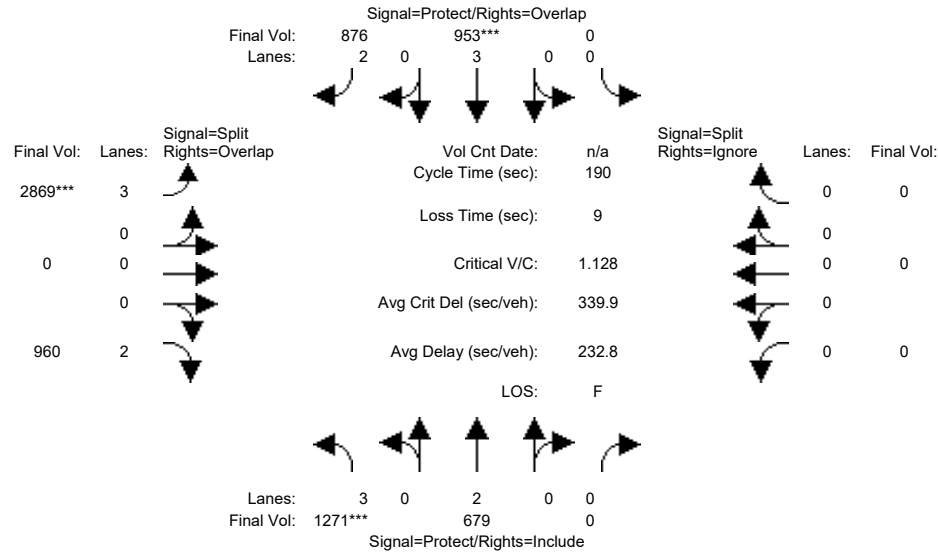 Signal=Protect/Rights=Overlap
Final Vol: 876 953*** 0
Lanes: 2 0 3 0 0
Signal=Split Signal=Split
Final Vol: Lanes: Rights=Overlap Vol Cnt Date: n/a Rights=Ignore Lanes: Final Vol:
Cycle Time (sec): 190
2869*** 3 0 0
Loss Time (sec): 9
0 0
0 0 Critical V/C: 1.128 0 0
0 Avg Crit Del (sec/veh): 339.9 0
960 2 Avg Delay (sec/veh): 232.8 0 0
LOS: F
Lanes: 3 0 2 0 0
Final Vol: 1271*** 679 0
Signal=Protect/Rights=Include